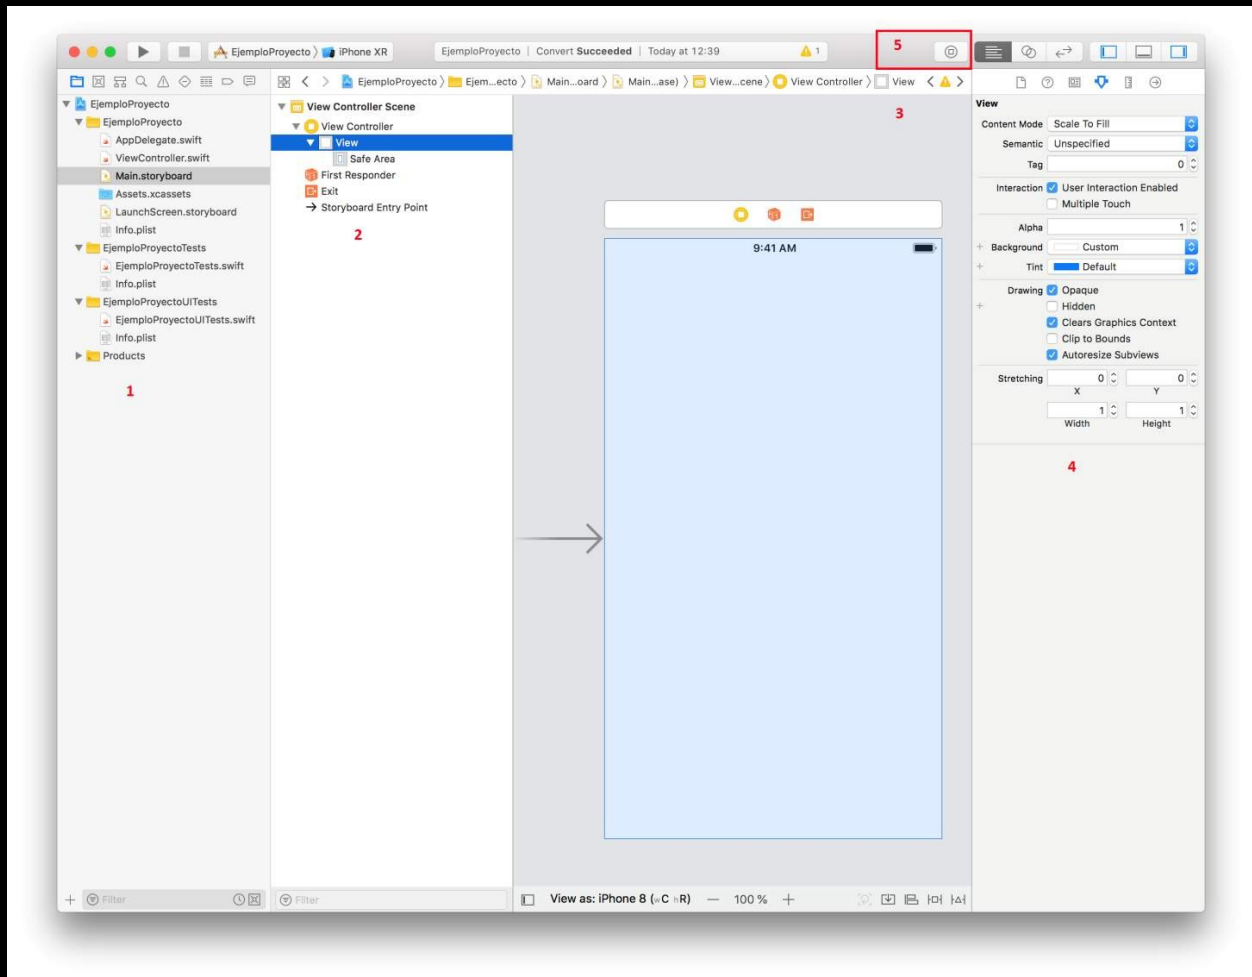 EjemploProyecto 〉 iPhone XR
EjemploProyecto | Convert Succeeded | Today at 12:39
1
5
EjemploProyecto 〉 Ejem...ecto 〉 Main...oard 〉 Main...ase) 〉 View...cene 〉 View Controller 〉 View
3
EjemploProyecto
EjemploProyecto
AppDelegate.swift
ViewController.swift
Main.storyboard
Assets.xcassets
LaunchScreen.storyboard
Info.plist
EjemploProyectoTests
EjemploProyectoTests.swift
Info.plist
EjemploProyectoUITests
EjemploProyectoUITests.swift
Info.plist
Products
1
Filter
View Controller Scene
View Controller
View
Safe Area
First Responder
Exit
Storyboard Entry Point
2
Filter
9:41 AM
View as: iPhone 8 (wC hR) — 100 % +
View
Content Mode Scale To Fill
Semantic Unspecified
Tag 0
Interaction User Interaction Enabled
Multiple Touch
Alpha 1
+ Background Custom
+ Tint Default
Drawing Opaque
+ Hidden
Clears Graphics Context
Clip to Bounds
Autoresize Subviews
Stretching 0 0
X Y
1 1
Width Height
4